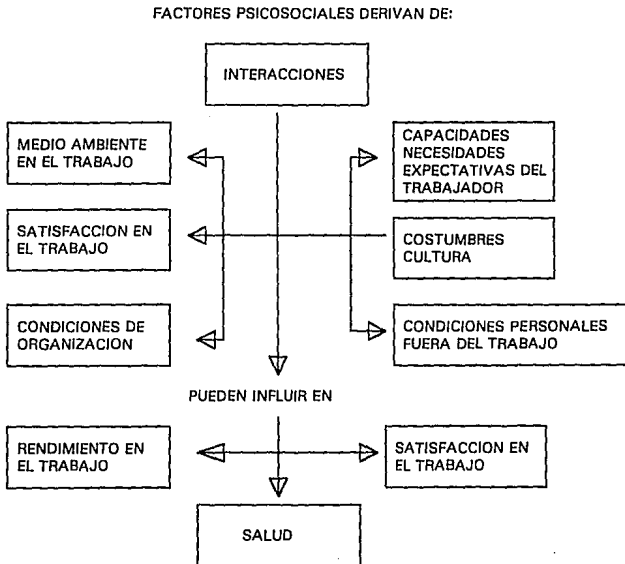 FACTORES PSICOSOCIALES DERIVAN DE:
INTERACCIONES
MEDIO AMBIENTE
EN EL TRABAJO
CAPACIDADES
NECESIDADES
EXPECTATIVAS DEL
TRABAJADOR
SATISFACCION EN
EL TRABAJO
COSTUMBRES
CULTURA
CONDICIONES DE
ORGANIZACION
CONDICIONES PERSONALES
FUERA DEL TRABAJO
PUEDEN INFLUIR EN
RENDIMIENTO EN
EL TRABAJO
SATISFACCION EN
EL TRABAJO
SALUD